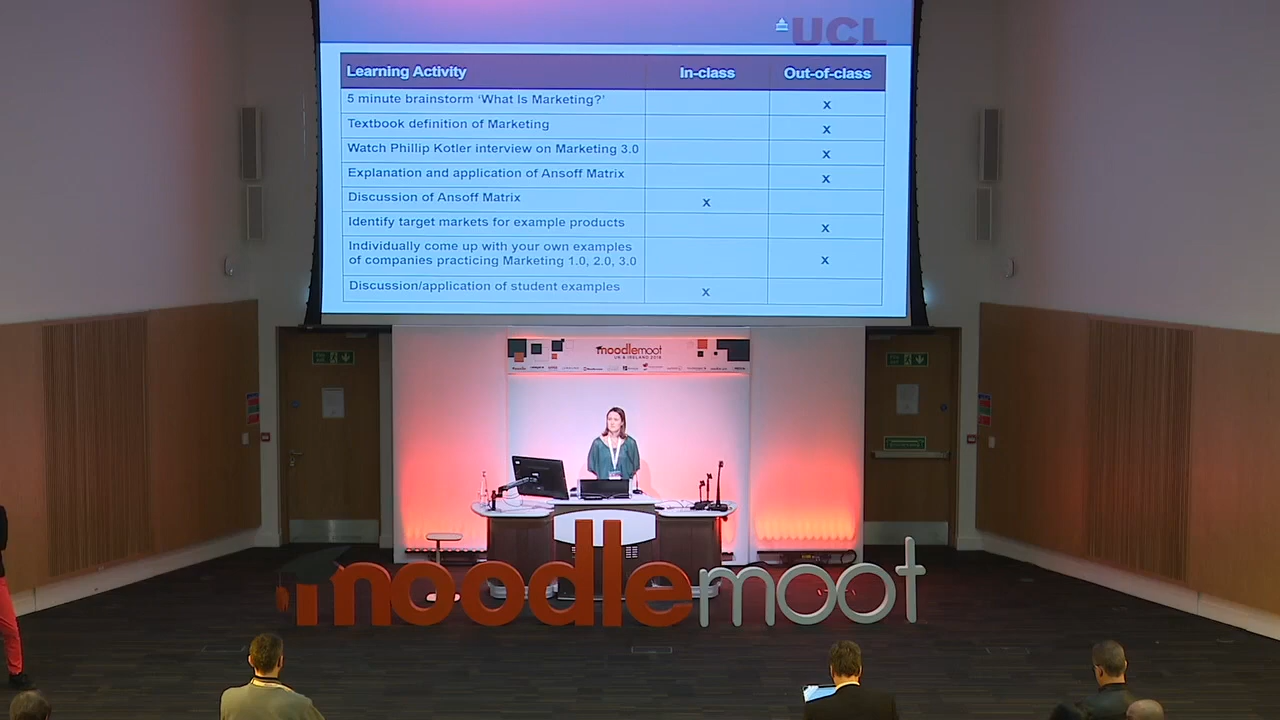 UCL
Learning Activity In-class Out-of-class
5 minute brainstorm ‘What Is Marketing?’ x
Textbook definition of Marketing x
Watch Phillip Kotler interview on Marketing 3.0 x
Explanation and application of Ansoff Matrix x
Discussion of Ansoff Matrix x
Identify target markets for example products x
Individually come up with your own examples
of companies practicing Marketing 1.0, 2.0, 3.0 x
Discussion/application of student examples x
moodlemoot
UK & IRELAND 2016
moodlemoot